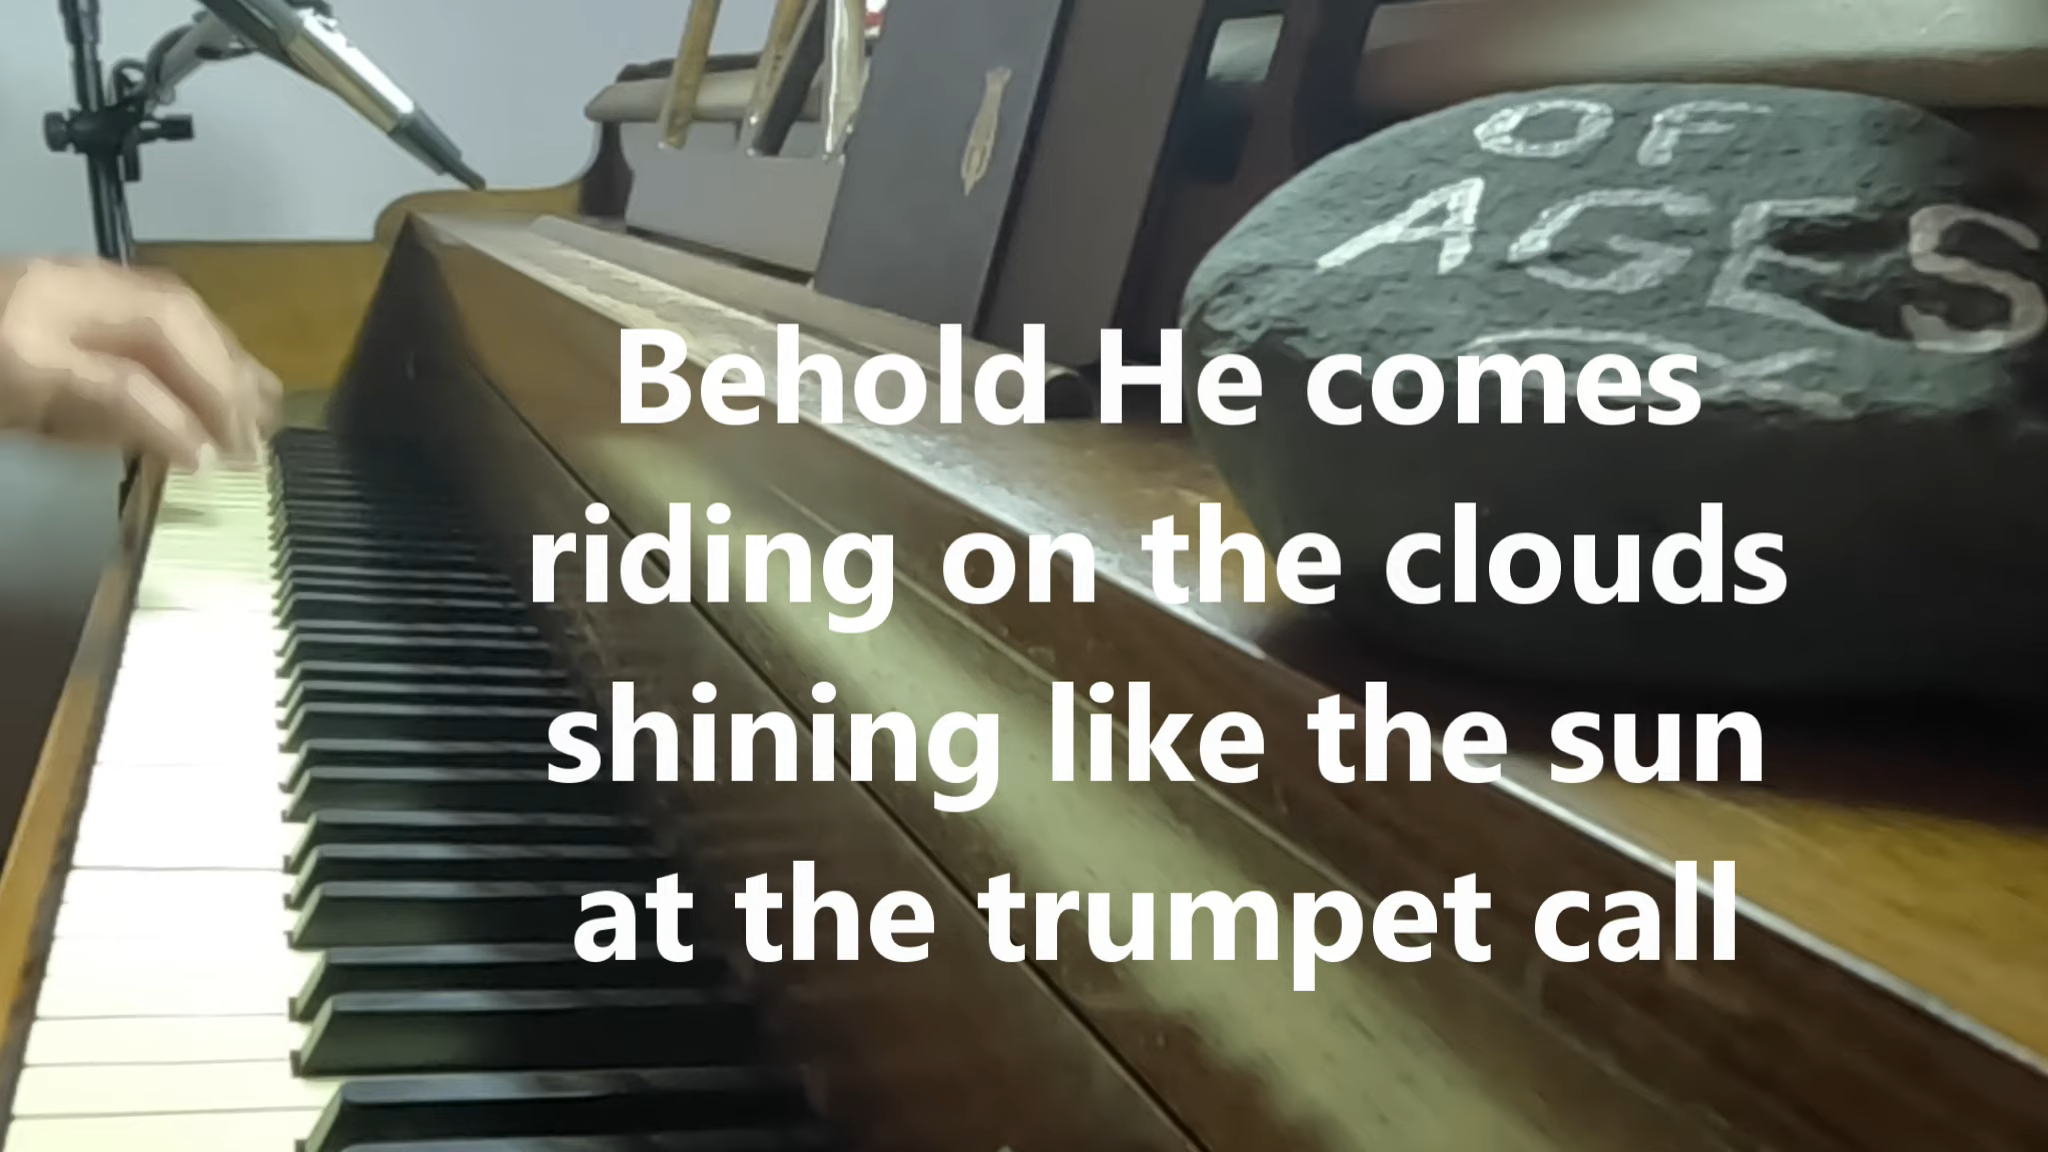 OF
AGES
Behold He comes
riding on the clouds
shining like the sun
at the trumpet call